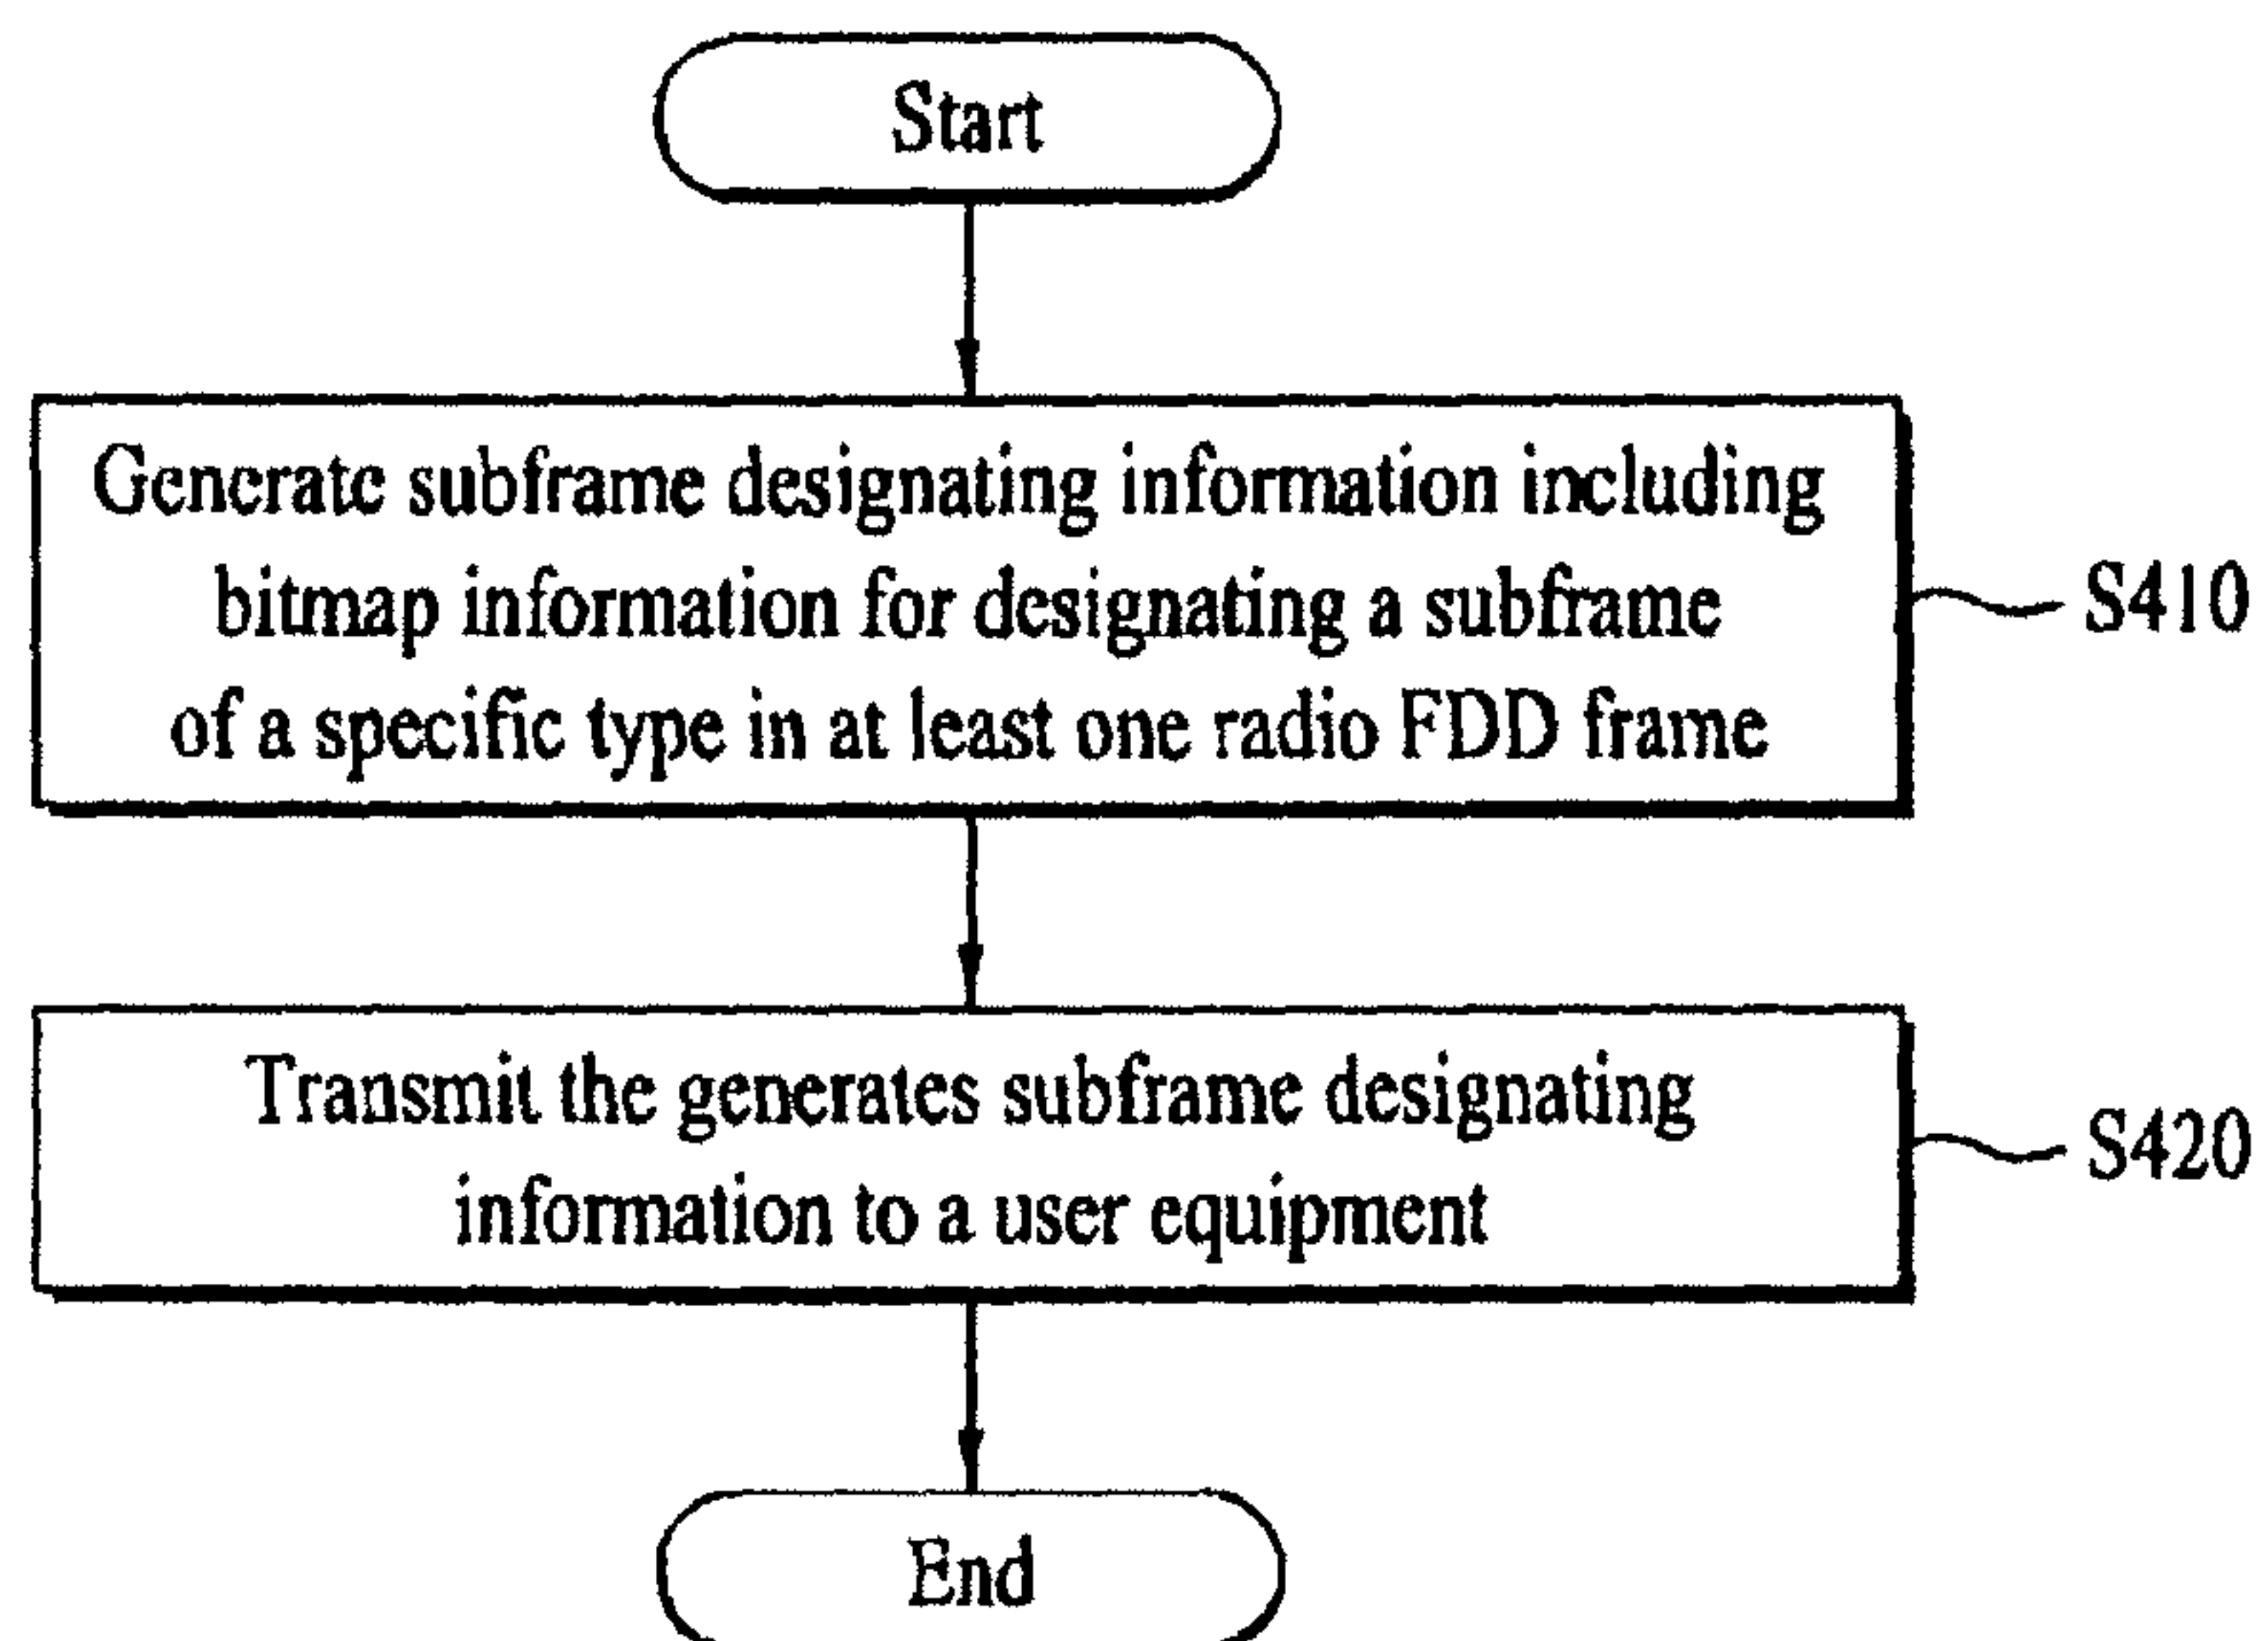 Start
Generate subframe designating information including
bitmap information for designating a subframe
of a specific type in at least one radio FDD frame
S410
Transmit the generates subframe designating
information to a user equipment
S420
End